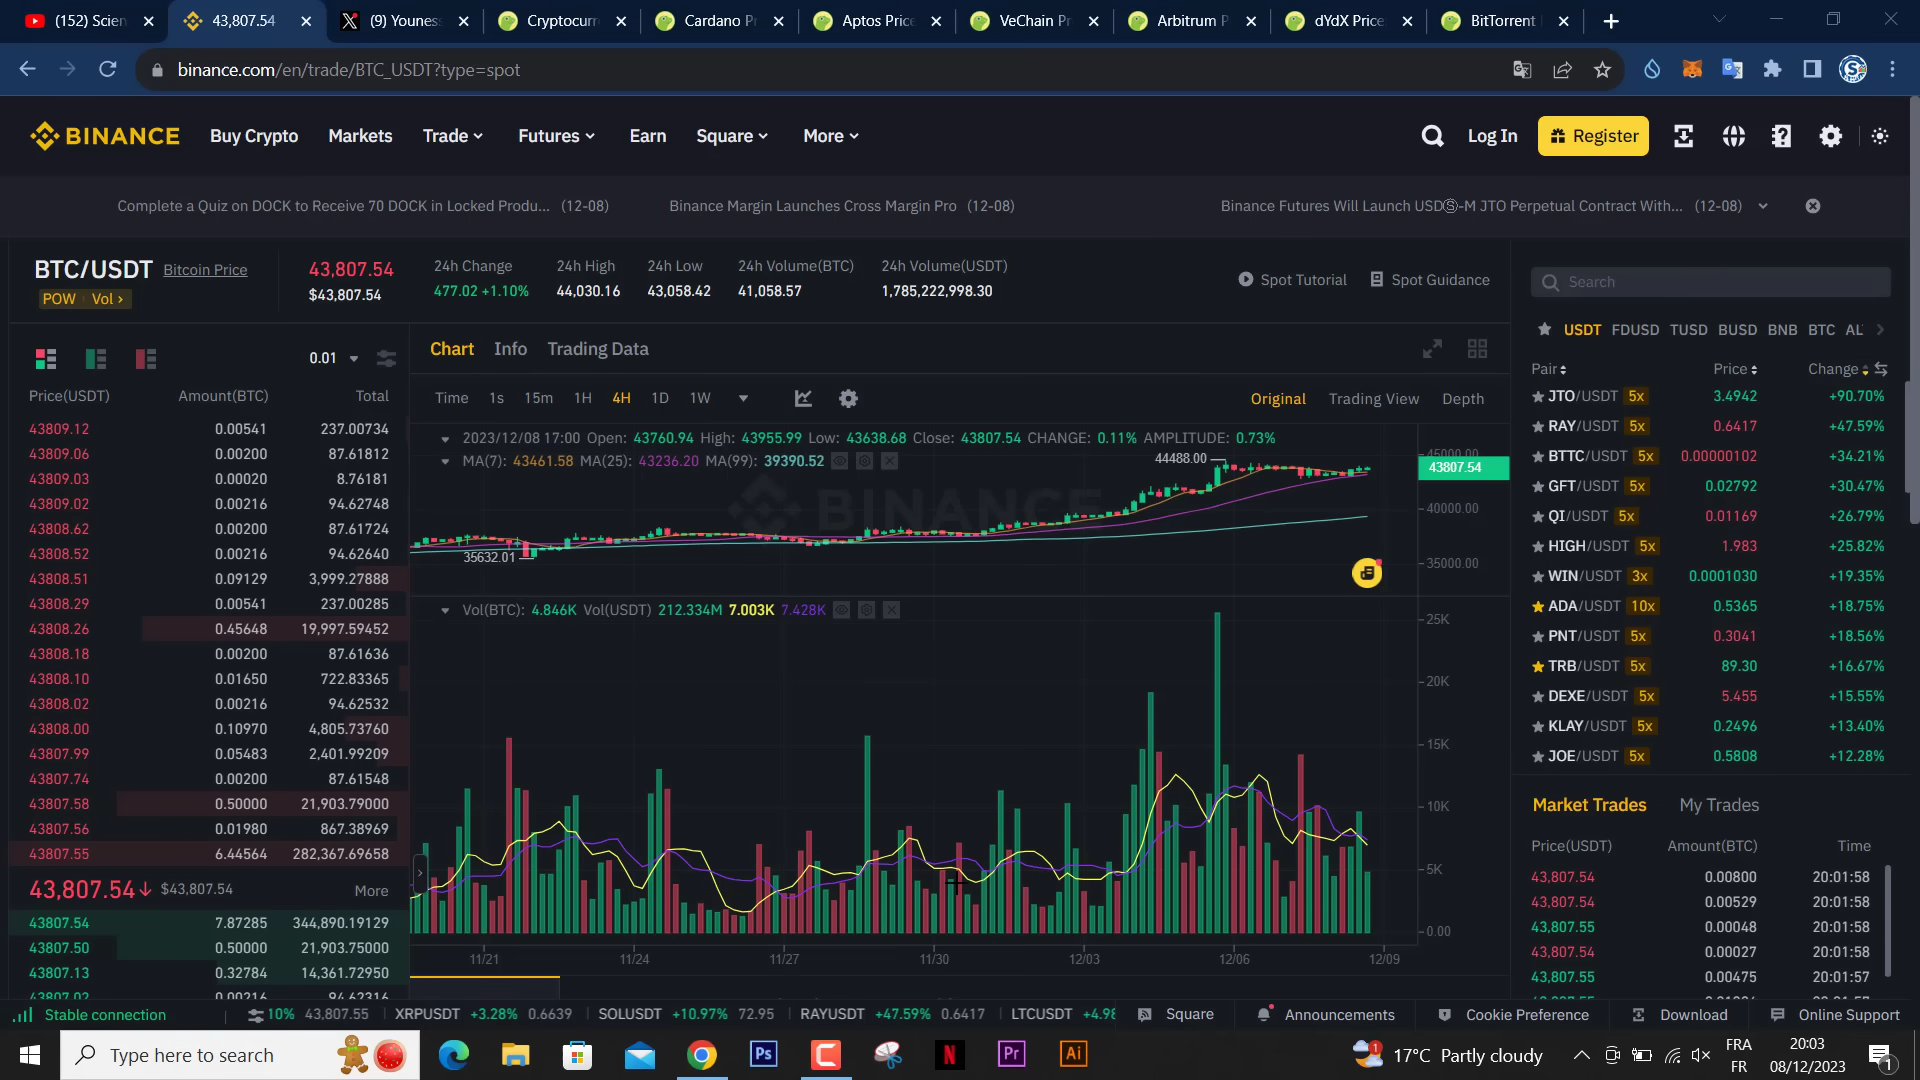 (152) Scien
43,807.54
(9) Youness
Cryptocurr
Cardano Pr
Aptos Price
VeChain Pr
Arbitrum P
dYdX Price
BitTorrent
binance.com/en/trade/BTC_USDT?type=spot
BINANCE
Buy Crypto
Markets
Trade
Futures
Earn
Square
More
Log In
Register
Complete a Quiz on DOCK to Receive 70 DOCK in Locked Produ... (12-08)
Binance Margin Launches Cross Margin Pro (12-08)
Binance Futures Will Launch USDⓈ-M JTO Perpetual Contract With... (12-08)
BTC/USDT
Bitcoin Price
POW
Vol
43,807.54
$43,807.54
24h Change
477.02 +1.10%
24h High
44,030.16
24h Low
43,058.42
24h Volume(BTC)
41,058.57
24h Volume(USDT)
1,785,222,998.30
Spot Tutorial
Spot Guidance
0.01
Price(USDT) Amount(BTC) Total
43809.12 0.00541 237.00734
43809.06 0.00200 87.61812
43809.03 0.00020 8.76181
43809.02 0.00216 94.62748
43808.62 0.00200 87.61724
43808.52 0.00216 94.62640
43808.51 0.09129 3,999.27888
43808.29 0.00541 237.00285
43808.26 0.45648 19,997.59452
43808.18 0.00200 87.61636
43808.10 0.01650 722.83365
43808.02 0.00216 94.62532
43808.00 0.10970 4,805.73760
43807.99 0.05483 2,401.99209
43807.74 0.00200 87.61548
43807.58 0.50000 21,903.79000
43807.56 0.01980 867.38969
43807.55 6.44564 282,367.69658
43,807.54↓ $43,807.54 More
43807.54 7.87285 344,890.19129
43807.50 0.50000 21,903.75000
43807.13 0.32784 14,361.72950
43807.02 0.00216 94.62316
Chart
Info
Trading Data
Time 1s 15m 1H 4H 1D 1W
Original
Trading View
Depth
2023/12/08 17:00 Open: 43760.94 High: 43955.99 Low: 43638.68 Close: 43807.54 CHANGE: 0.11% AMPLITUDE: 0.73%
MA(7): 43461.58 MA(25): 43236.20 MA(99): 39390.52
BINANCE
44488.00
35632.01
45000.00
43807.54
40000.00
35000.00
Vol(BTC): 4.846K Vol(USDT) 212.334M 7.003K 7.428K
25K
20K
15K
10K
5K
0.00
11/21 11/24 11/27 11/30 12/03 12/06 12/09
Search
USDT FDUSD TUSD BUSD BNB BTC AL
Pair Price Change
JTO/USDT 5x 3.4942 +90.70%
RAY/USDT 5x 0.6417 +47.59%
BTTC/USDT 5x 0.00000102 +34.21%
GFT/USDT 5x 0.02792 +30.47%
QI/USDT 5x 0.01169 +26.79%
HIGH/USDT 5x 1.983 +25.82%
WIN/USDT 3x 0.0001030 +19.35%
ADA/USDT 10x 0.5365 +18.75%
PNT/USDT 5x 0.3041 +18.56%
TRB/USDT 5x 89.30 +16.67%
DEXE/USDT 5x 5.455 +15.55%
KLAY/USDT 5x 0.2496 +13.40%
JOE/USDT 5x 0.5808 +12.28%
Market Trades
My Trades
Price(USDT) Amount(BTC) Time
43,807.54 0.00800 20:01:58
43,807.54 0.00529 20:01:58
43,807.55 0.00048 20:01:58
43,807.54 0.00027 20:01:58
43,807.55 0.00475 20:01:57
Stable connection
10% 43,807.55
XRPUSDT +3.28% 0.6639
SOLUSDT +10.97% 72.95
RAYUSDT +47.59% 0.6417
LTCUSDT +4.98
Square
Announcements
Cookie Preference
Download
Online Support
Type here to search
Ps
N
Pr
Ai
1
17°C Partly cloudy
FRA
FR
20:03
08/12/2023
1